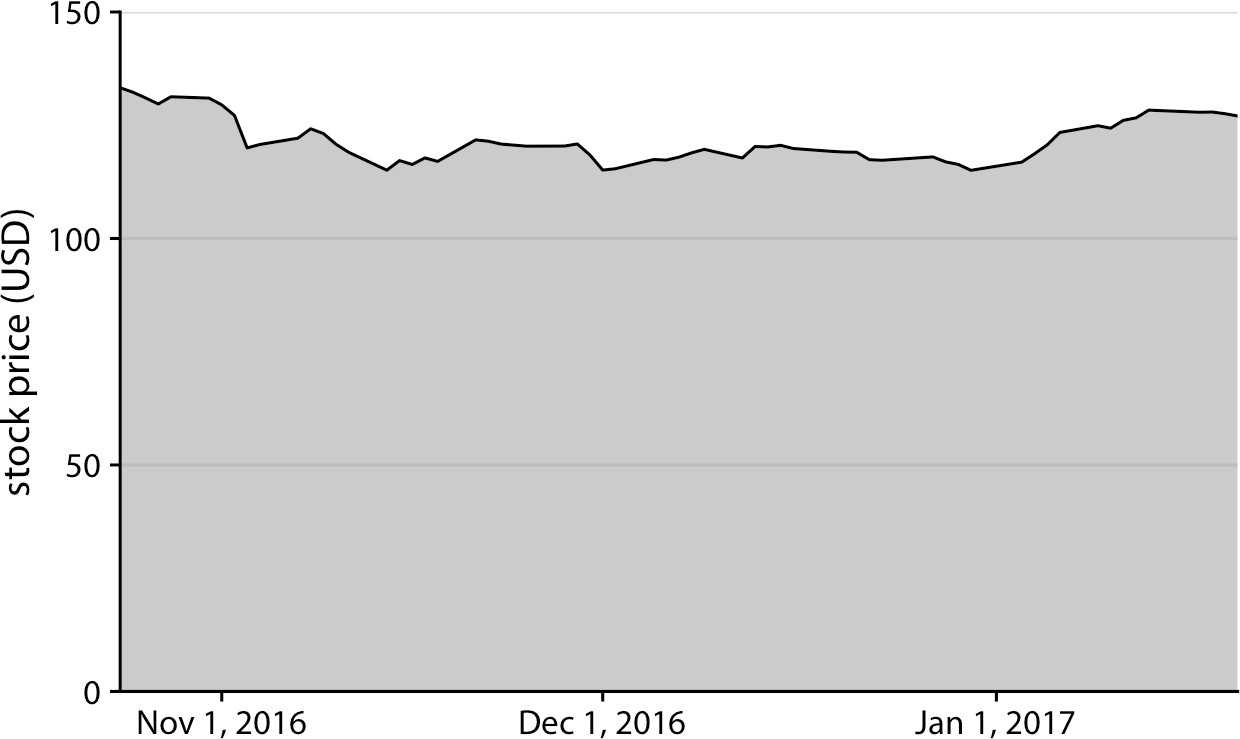 150
100
50
0
stock price (USD)
Nov 1, 2016
Dec 1, 2016
Jan 1, 2017